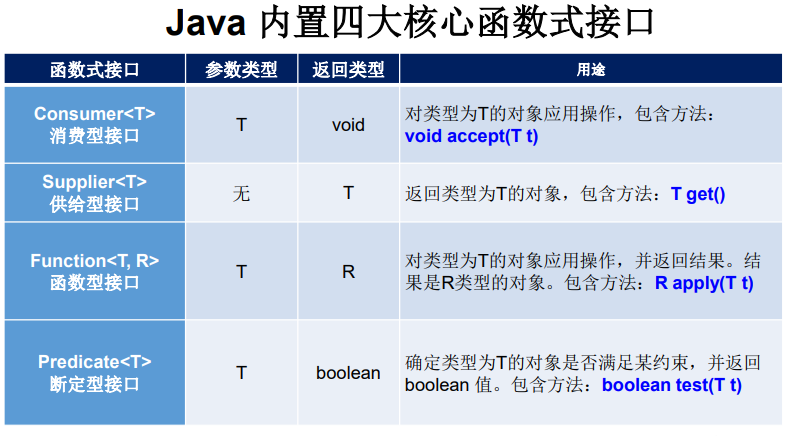 Java 内置四大核心函数式接口
函数式接口 参数类型 返回类型 用途
Consumer<T>
消费型接口
T
void
对类型为T的对象应用操作，包含方法：
void accept(T t)
Supplier<T>
供给型接口
无
T
返回类型为T的对象，包含方法：T get()
Function<T, R>
函数型接口
T
R
对类型为T的对象应用操作，并返回结果。结
果是R类型的对象。包含方法：R apply(T t)
Predicate<T>
断定型接口
T
boolean
确定类型为T的对象是否满足某约束，并返回
boolean 值。包含方法：boolean test(T t)